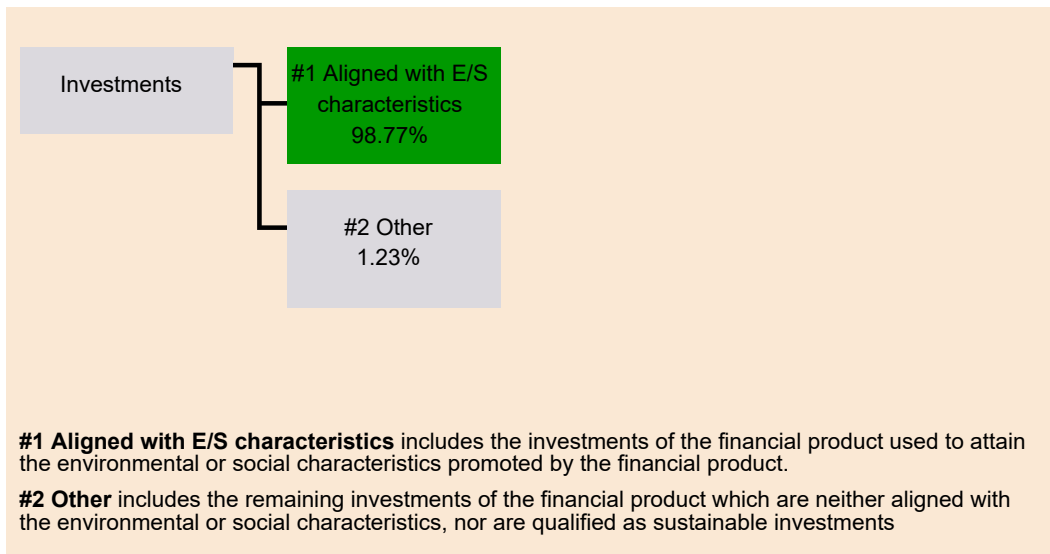 Investments
#1 Aligned with E/S
characteristics
98.77%
#2 Other
1.23%
#1 Aligned with E/S characteristics includes the investments of the financial product used to attain
the environmental or social characteristics promoted by the financial product.
#2 Other includes the remaining investments of the financial product which are neither aligned with
the environmental or social characteristics, nor are qualified as sustainable investments